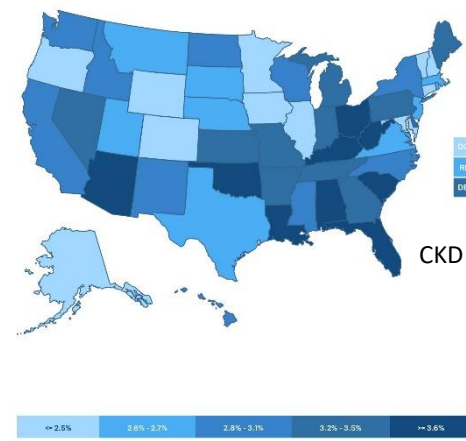 CKD
<= 2.5%
2.6% - 2.7%
2.8% - 3.1%
3.2% - 3.5%
>= 3.6%